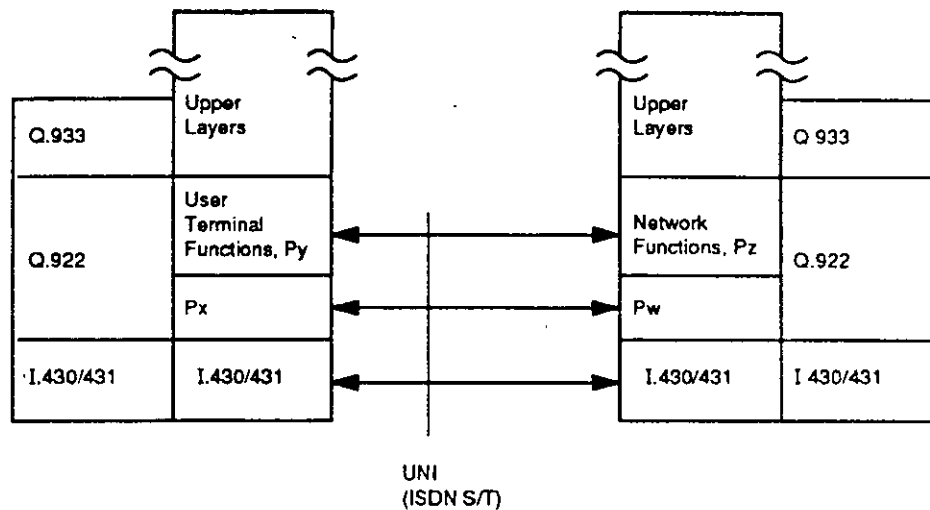 Upper
Layers
Q.933
User
Terminal
Functions, Py
Q.922
Px
I.430/431
I.430/431
Upper
Layers
Q 933
Network
Functions, Pz
Q.922
Pw
I.430/431
I 430/431
UNI
(ISDN S/T)